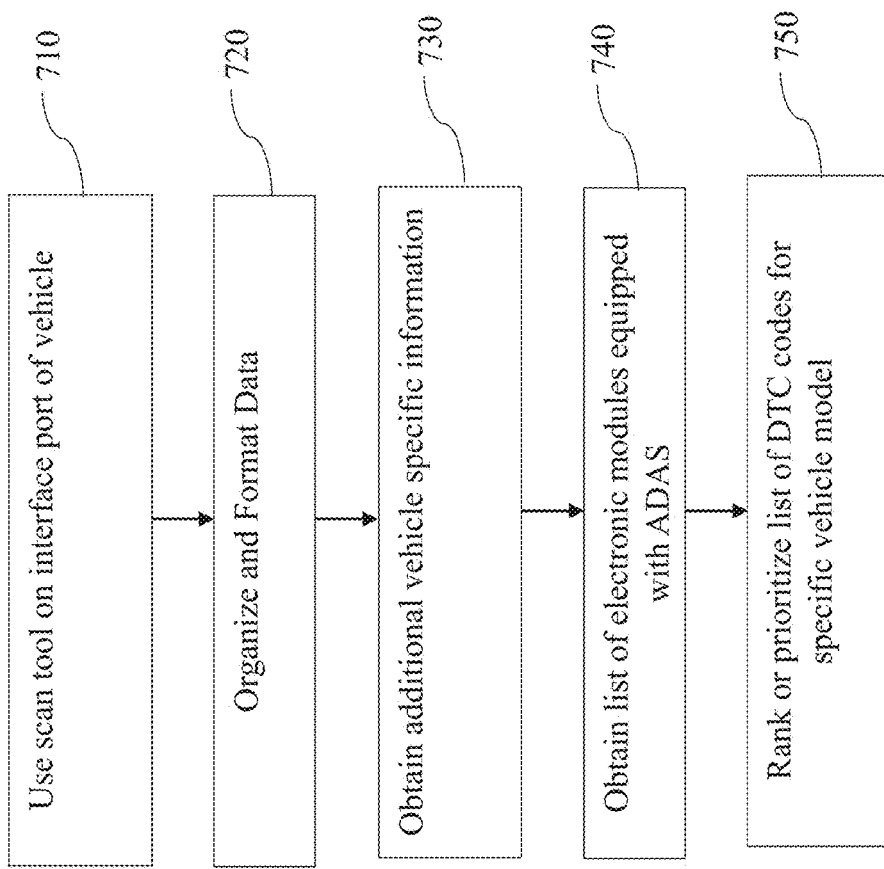 Use scan tool on interface port of vehicle
710
Organize and Format Data
720
Obtain additional vehicle specific information
730
Obtain list of electronic modules equipped
with ADAS
740
Rank or prioritize list of DTC codes for
specific vehicle model
750